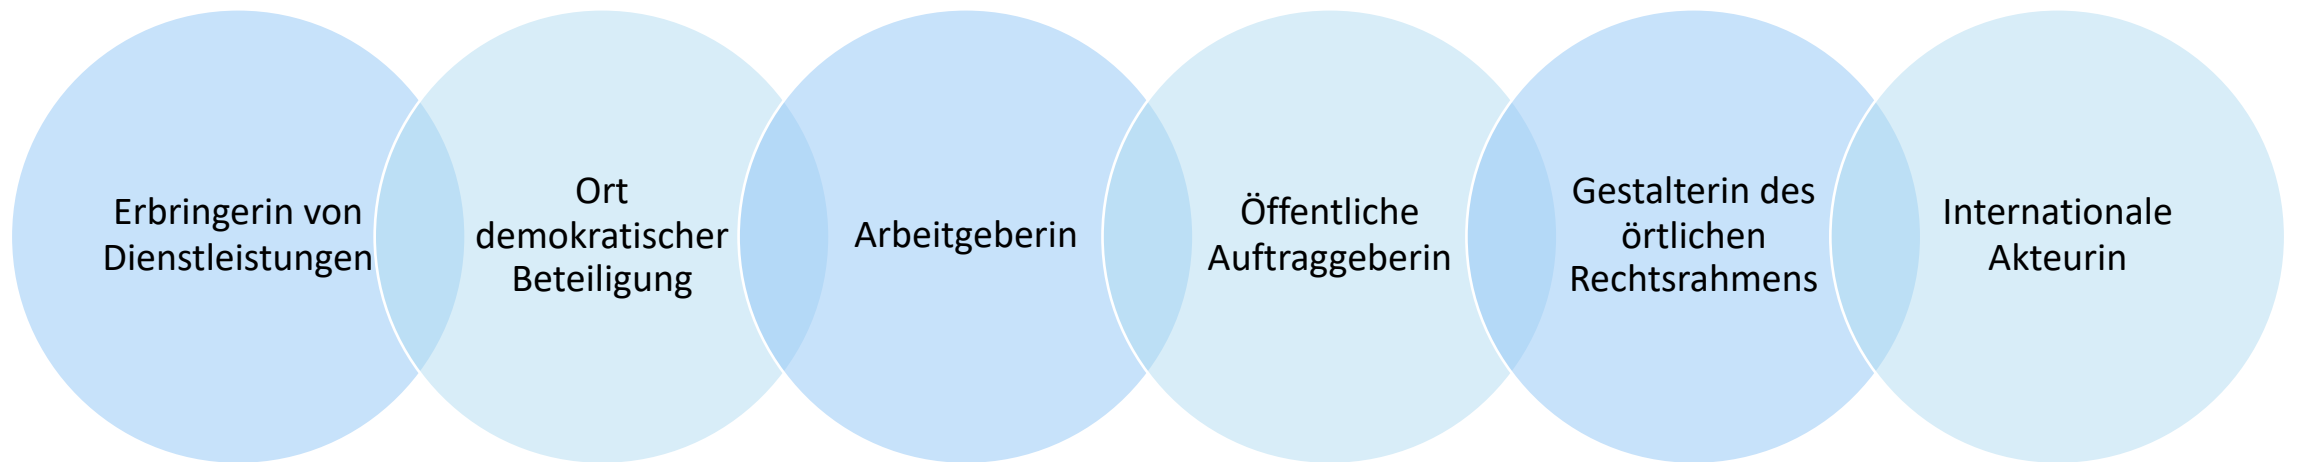 Erbringerin von
Dienstleistungen
Ort
demokratischer
Beteiligung
Arbeitgeberin
Öffentliche
Auftraggeberin
Gestalterin des
örtlichen
Rechtsrahmens
Internationale
Akteurin